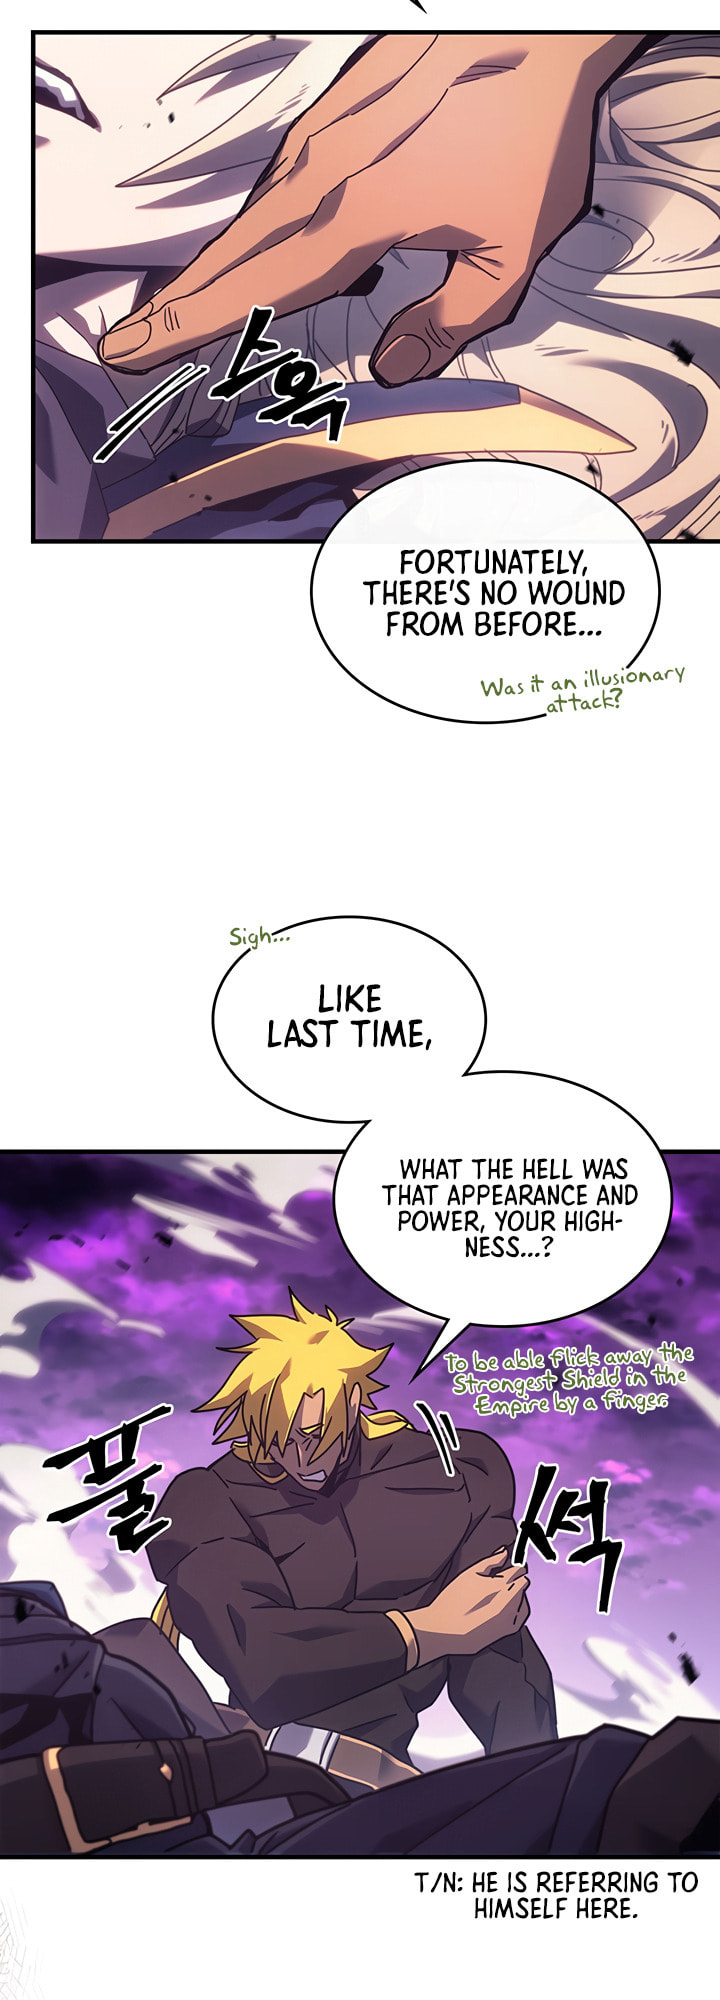 스윽
FORTUNATELY,
THERE'S NO WOUND
FROM BEFORE...
Was it an illusionary
attack?
Sigh...
LIKE
LAST TIME,
WHAT THE HELL WAS
THAT APPEARANCE AND
POWER, YOUR HIGH-
NESS...?
to be able flick away the
Strongest Shield in the
Empire by a finger.
풀
썩
T/N: HE IS REFERRING TO
HIMSELF HERE.